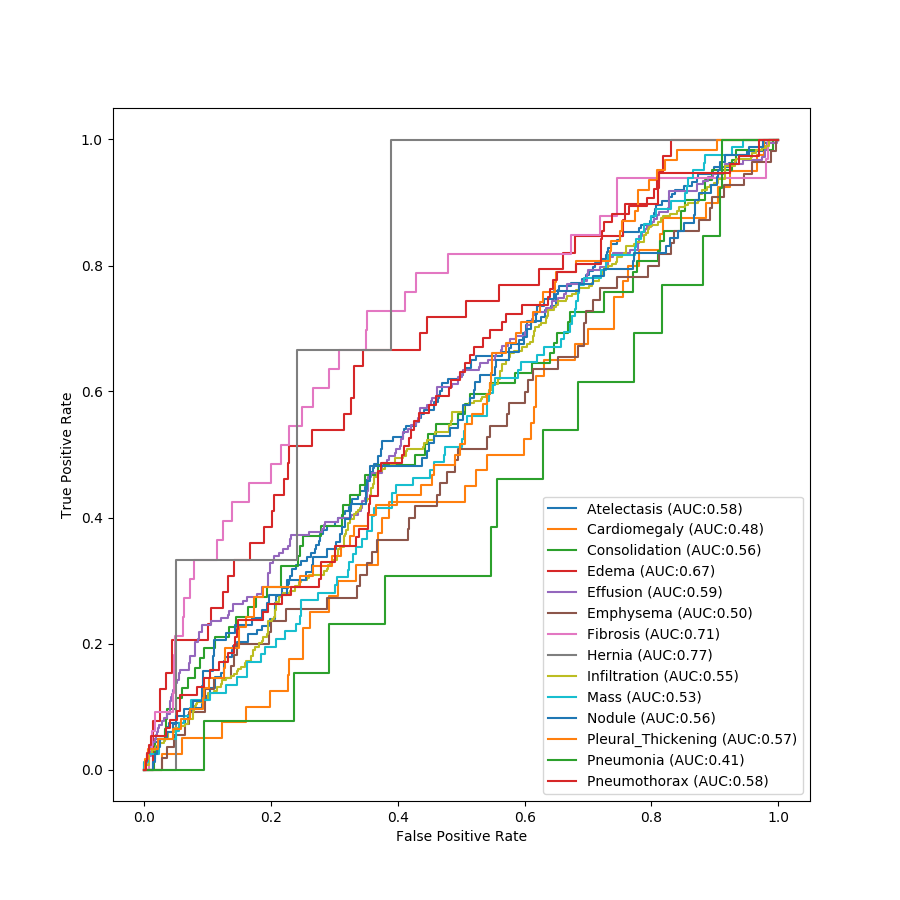 1.0
0.8
0.6
0.4
0.2
0.0
True Positive Rate
Atelectasis (AUC:0.58)
Cardiomegaly (AUC:0.48)
Consolidation (AUC:0.56)
Edema (AUC:0.67)
Effusion (AUC:0.59)
Emphysema (AUC:0.50)
Fibrosis (AUC:0.71)
Hernia (AUC:0.77)
Infiltration (AUC:0.55)
Mass (AUC:0.53)
Nodule (AUC:0.56)
Pleural_Thickening (AUC:0.57)
Pneumonia (AUC:0.41)
Pneumothorax (AUC:0.58)
0.0 0.2 0.4 0.6 0.8 1.0
False Positive Rate